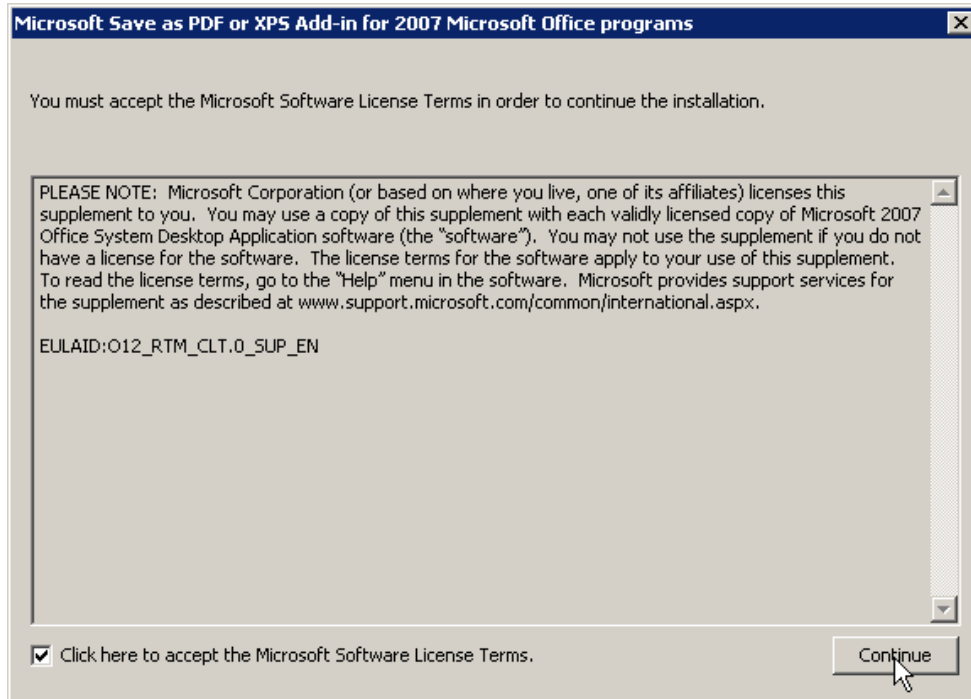 Microsoft Save as PDF or XPS Add-in for 2007 Microsoft Office programs
You must accept the Microsoft Software License Terms in order to continue the installation.
PLEASE NOTE:  Microsoft Corporation (or based on where you live, one of its affiliates) licenses this
supplement to you.  You may use a copy of this supplement with each validly licensed copy of Microsoft 2007
Office System Desktop Application software (the “software”).  You may not use the supplement if you do not
have a license for the software.  The license terms for the software apply to your use of this supplement.
To read the license terms, go to the “Help” menu in the software.  Microsoft provides support services for
the supplement as described at www.support.microsoft.com/common/international.aspx.
EULAID:O12_RTM_CLT.0_SUP_EN
Click here to accept the Microsoft Software License Terms.
Continue